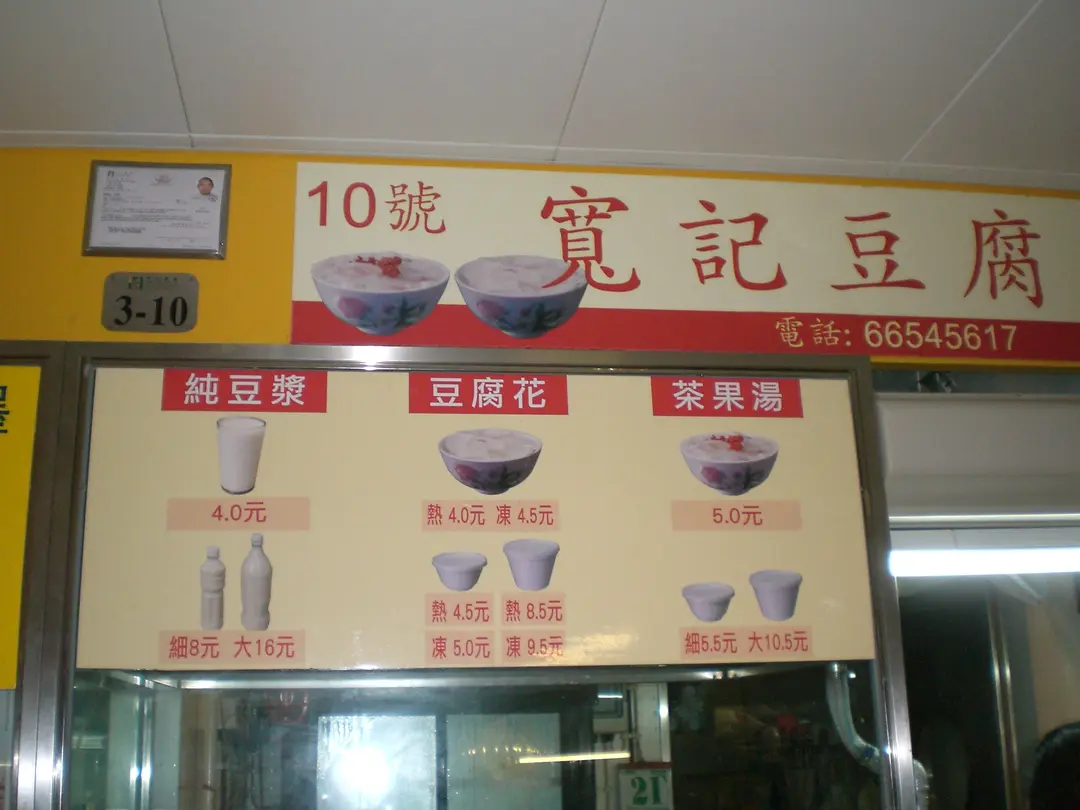 10號 寬記豆腐
電話: 66545617
3-10
純豆漿 豆腐花 茶果湯
4.0元 熱 4.0元 凍 4.5元 5.0元
熱 4.5元 熱 8.5元
細8元 大16元 凍 5.0元 凍 9.5元 細5.5元 大10.5元
21